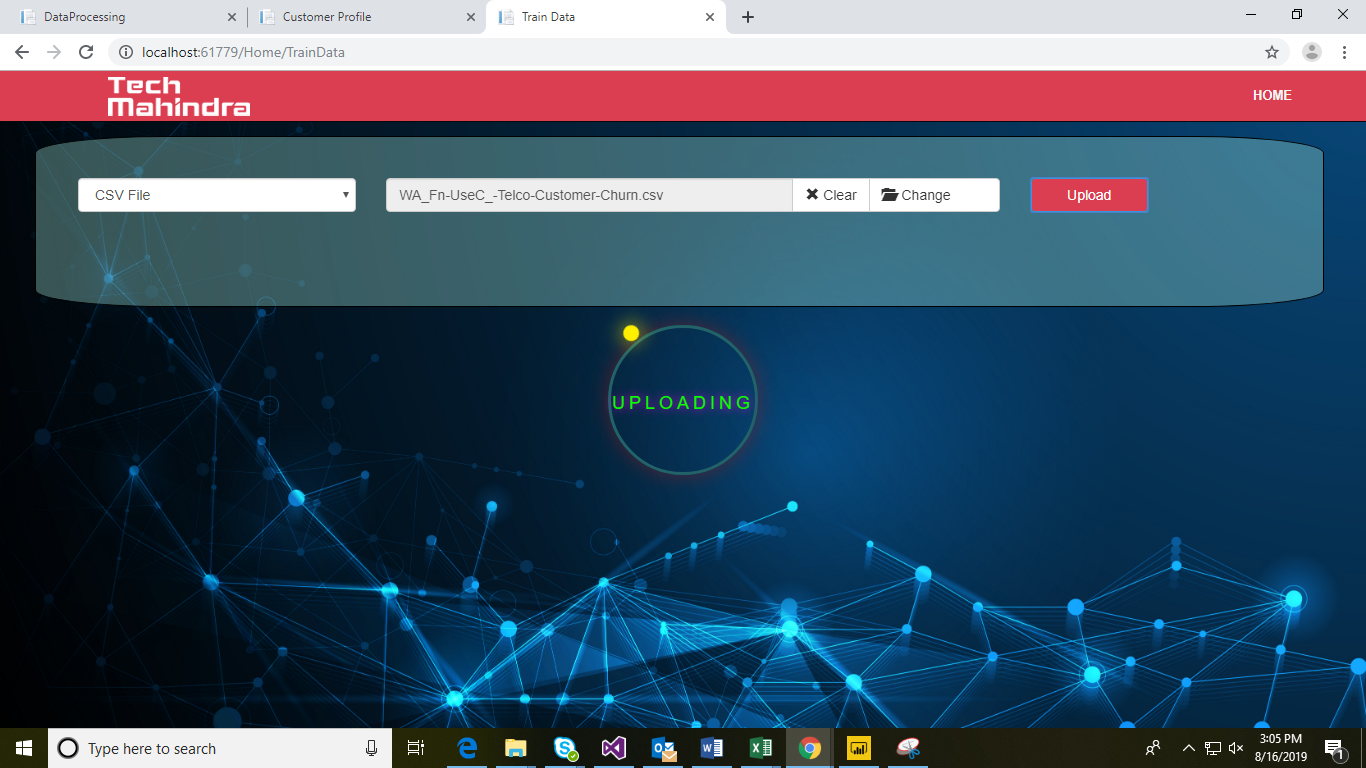 DataProcessing
Customer Profile
Train Data
localhost:61779/Home/TrainData
Tech
Mahindra
HOME
CSV File
WA_Fn-UseC_-Telco-Customer-Churn.csv
Clear
Change
Upload
UPLOADING
Type here to search
3:05 PM
8/16/2019
1